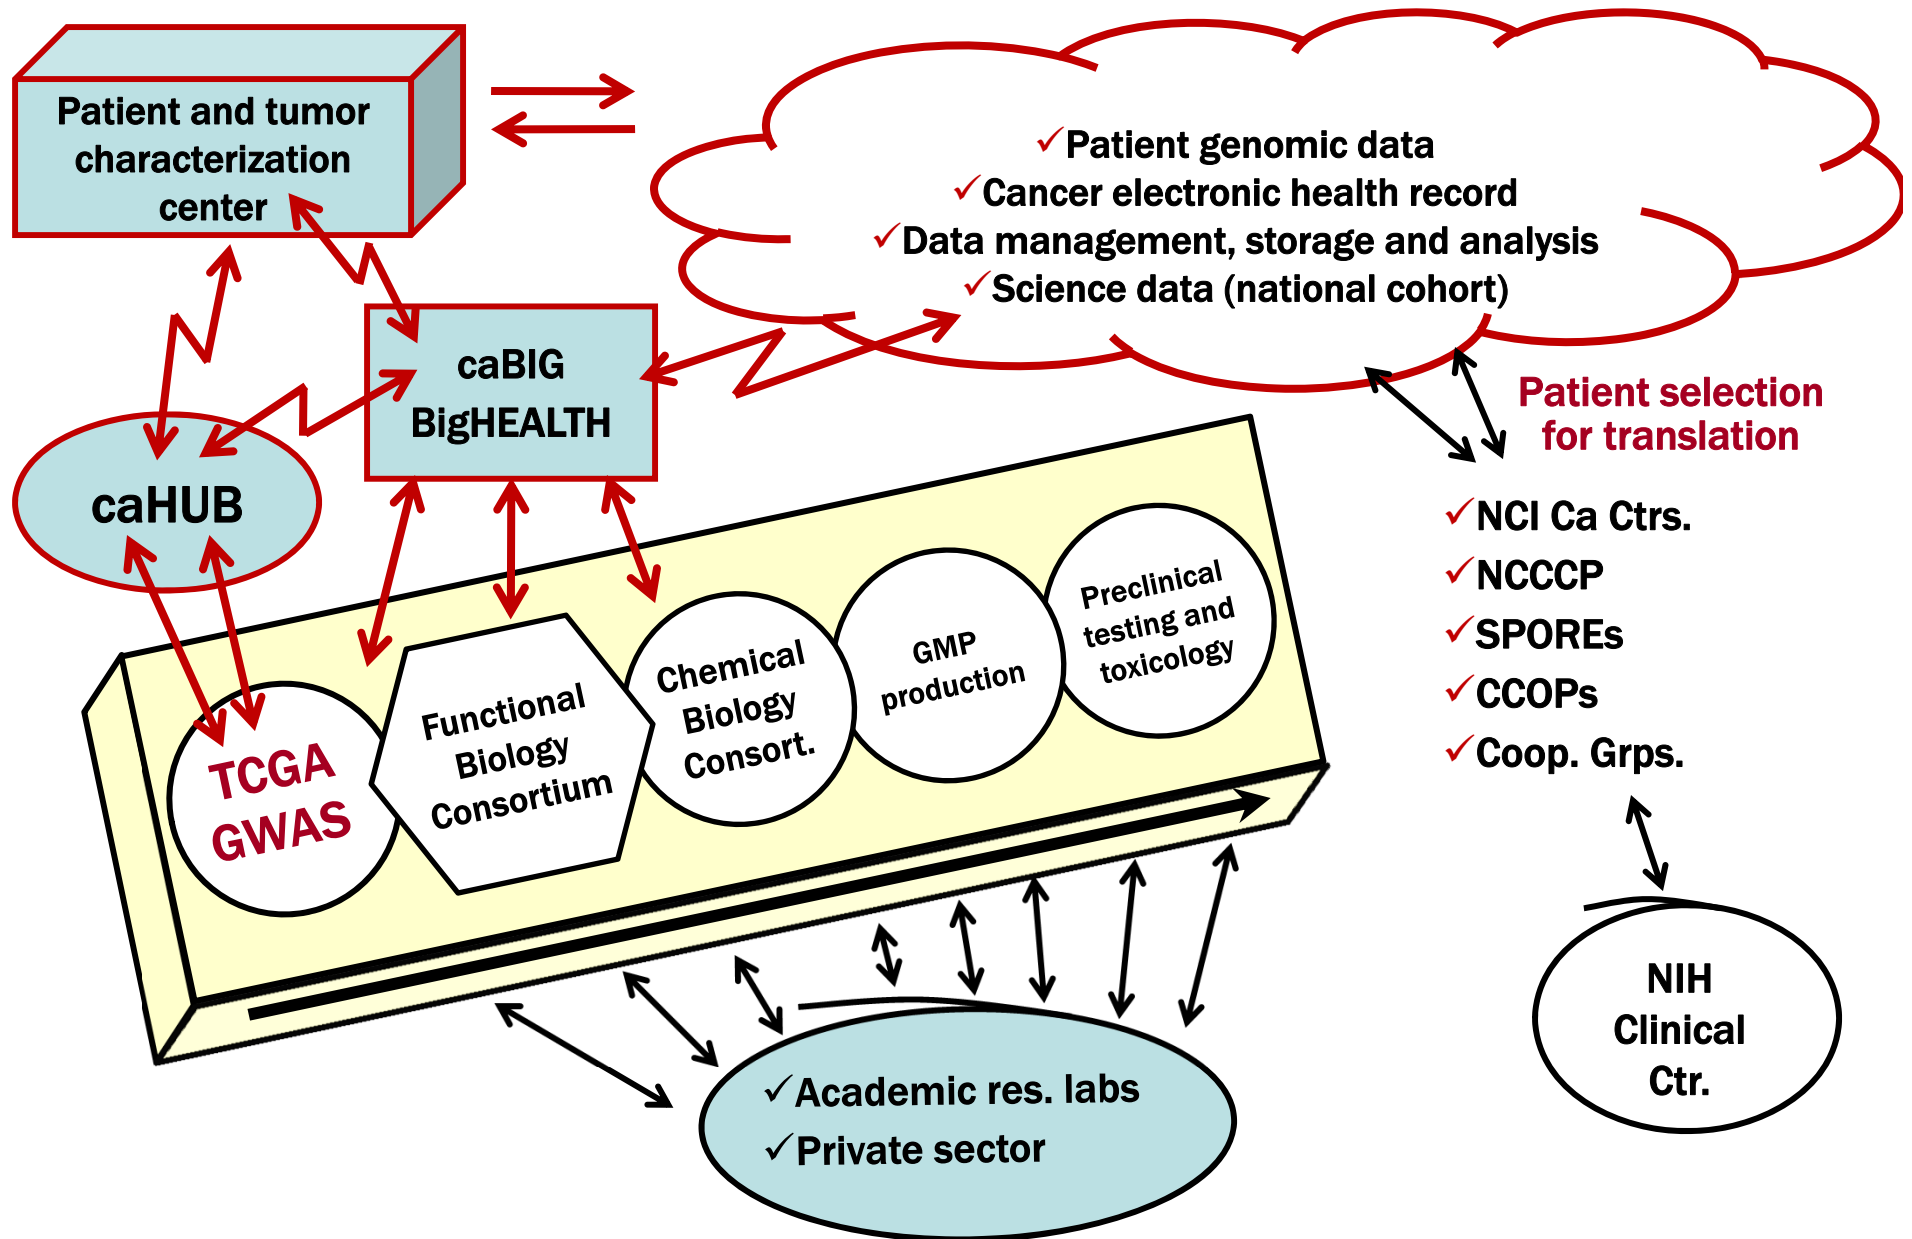 Patient and tumor
characterization
center
✓Patient genomic data
✓Cancer electronic health record
✓Data management, storage and analysis
✓Science data (national cohort)
caBIG
BigHEALTH
caHUB
Patient selection
for translation
✓NCI Ca Ctrs.
✓NCCCP
✓SPOREs
✓CCOPs
✓Coop. Grps.
TCGA
GWAS
Functional
Biology
Consortium
Chemical
Biology
Consort.
GMP
production
Preclinical
testing and
toxicology
NIH
Clinical
Ctr.
✓Academic res. labs
✓Private sector